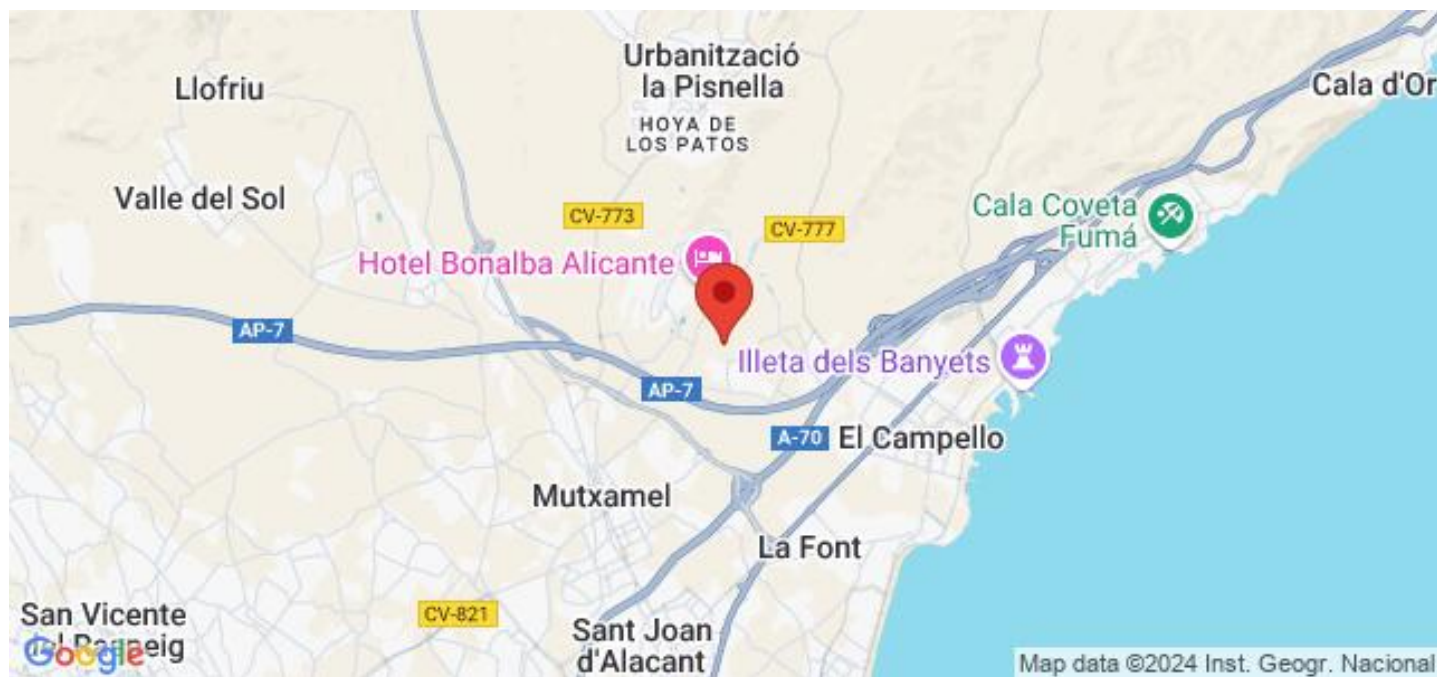 Urbanització
la Pisnella
Llofriu
Cala d'Or
HOYA DE
LOS PATOS
Valle del Sol
CV-773
CV-777
Cala Coveta
Fumá
Hotel Bonalba Alicante
AP-7
Illeta dels Banyets
AP-7
A-70
El Campello
Mutxamel
La Font
CV-821
San Vicente
Sant Joan
d'Alacant
Google
Map data ©2024 Inst. Geogr. Nacional